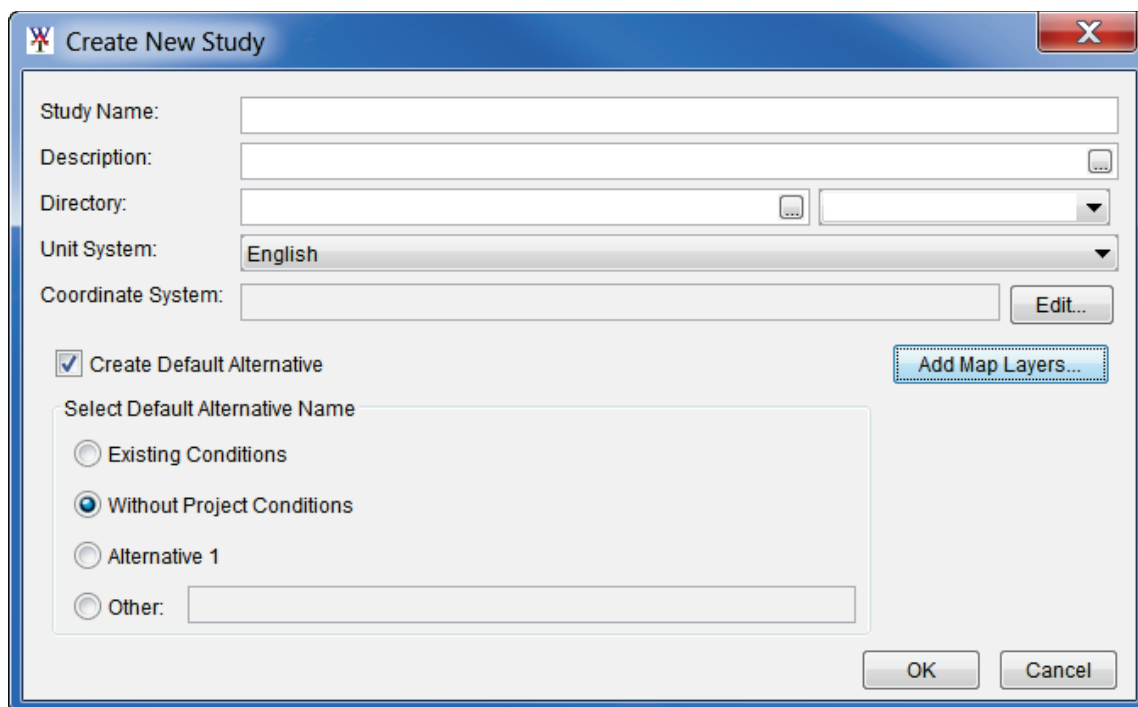 Create New Study
Study Name:
Description:
...
Directory:
...
Unit System:
English
Coordinate System:
Edit...
Create Default Alternative
Add Map Layers...
Select Default Alternative Name
Existing Conditions
Without Project Conditions
Alternative 1
Other:
OK
Cancel